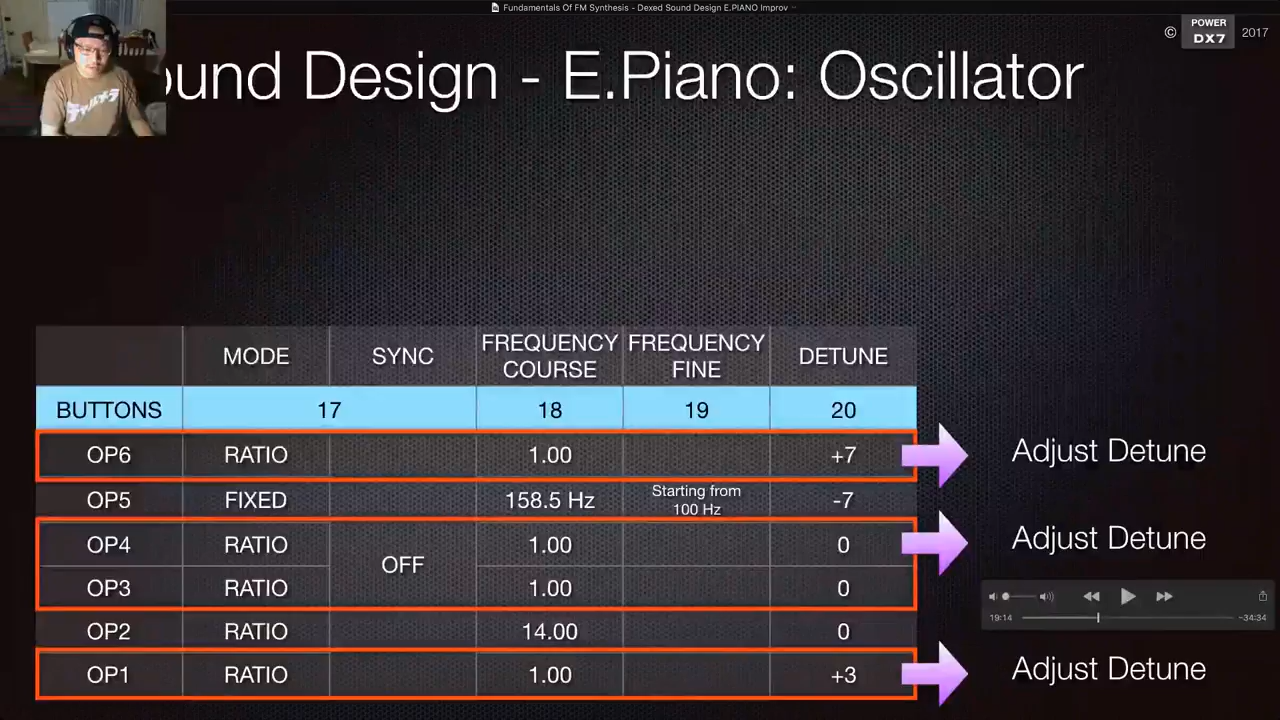 Fundamentals Of FM Synthesis - Dexed Sound Design E.PIANO Improv
© POWER DX7 2017
ound Design - E.Piano: Oscillator
MODE SYNC FREQUENCY COURSE FREQUENCY FINE DETUNE
BUTTONS 17 18 19 20
OP6 RATIO 1.00 +7 Adjust Detune
OP5 FIXED 158.5 Hz Starting from 100 Hz -7
OP4 RATIO 1.00 0 Adjust Detune
OFF
OP3 RATIO 1.00 0
19:14 -34:34
OP2 RATIO 14.00 0
OP1 RATIO 1.00 +3 Adjust Detune